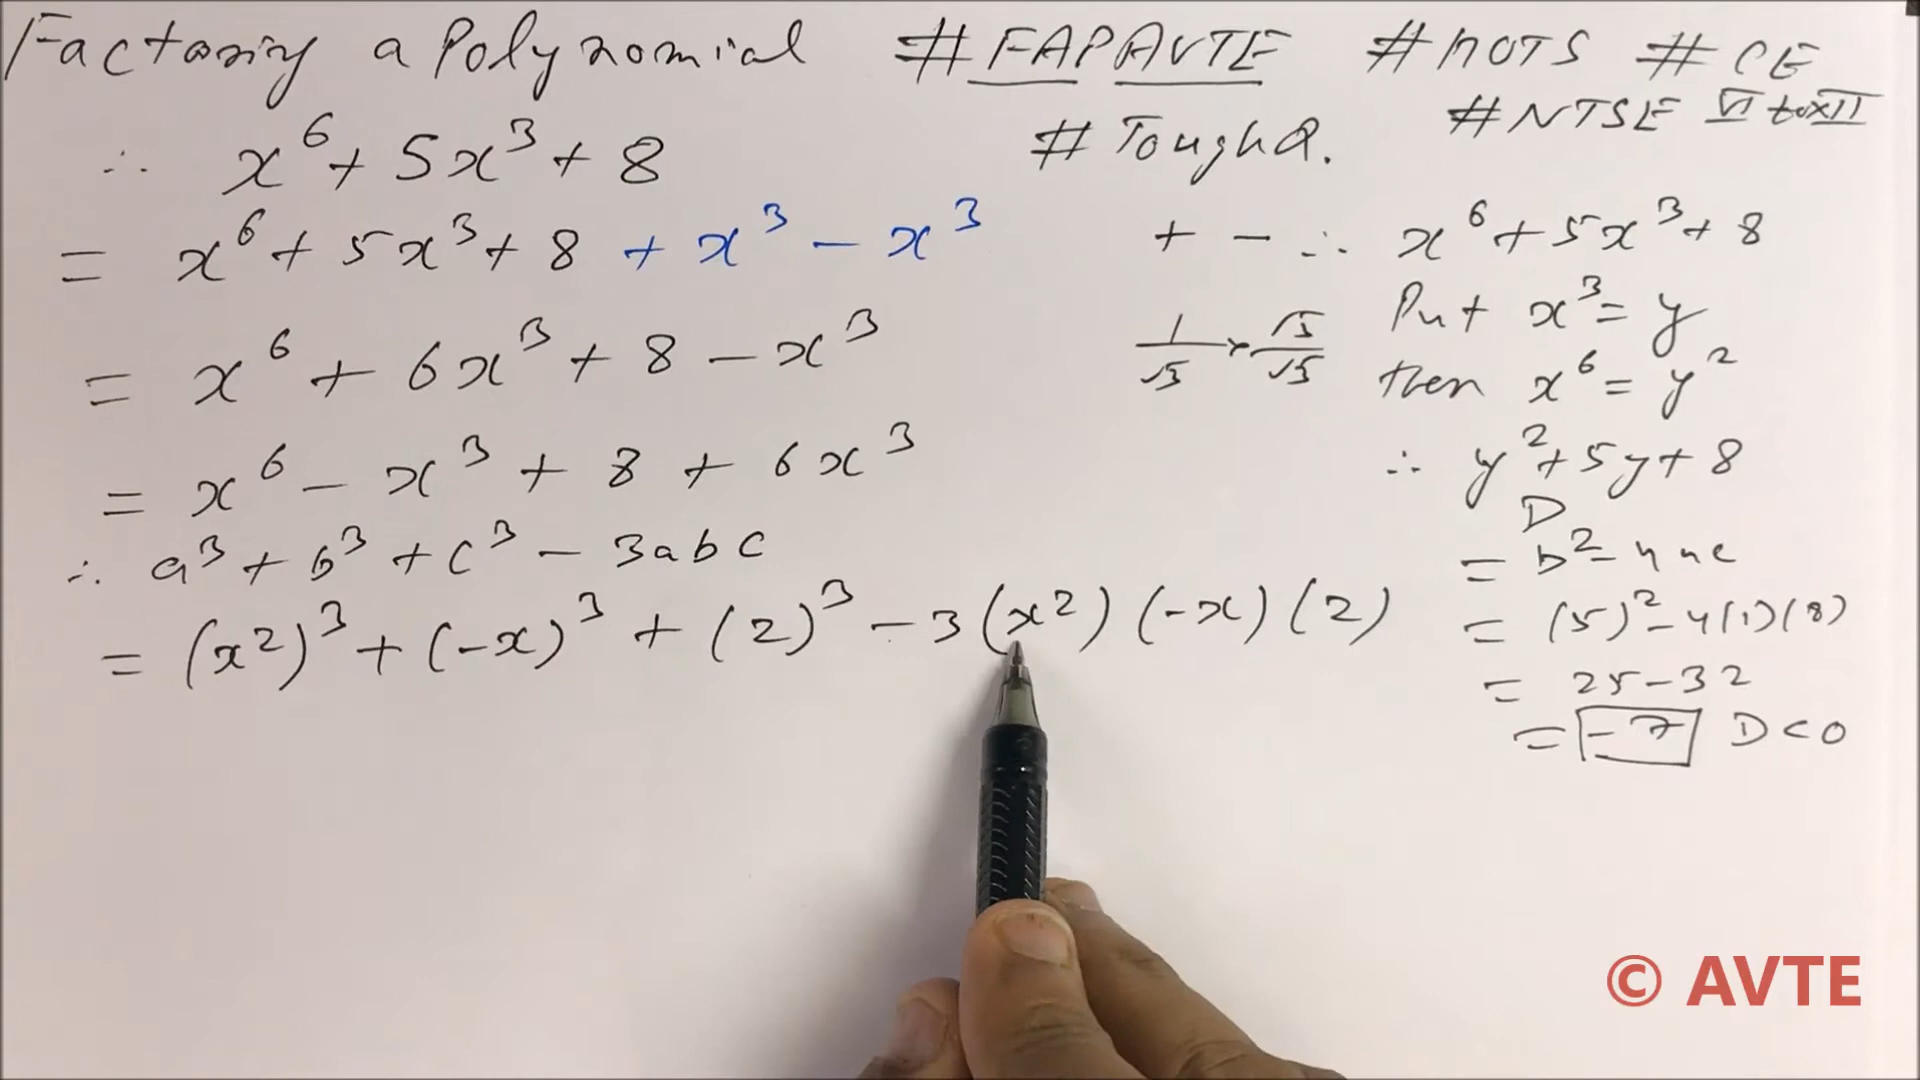 Factoring a Polynomial #FAPAVTE #HOTS #CE
#NTSE VI to XII
#Tough Q.
∴ x⁶ + 5x³ + 8
= x⁶ + 5x³ + 8 + x³ − x³
= x⁶ + 6x³ + 8 − x³
= x⁶ − x³ + 8 + 6x³
∴ a³ + b³ + c³ − 3abc
= (x²)³ + (−x)³ + (2)³ − 3(x²)(−x)(2)
+ −
1/√5 × √5/√5
∴ x⁶ + 5x³ + 8
Put x³ = y
then x⁶ = y²
∴ y² + 5y + 8
D
= b² − 4ac
= (5)² − 4(1)(8)
= 25 − 32
= −7 D < 0
© AVTE